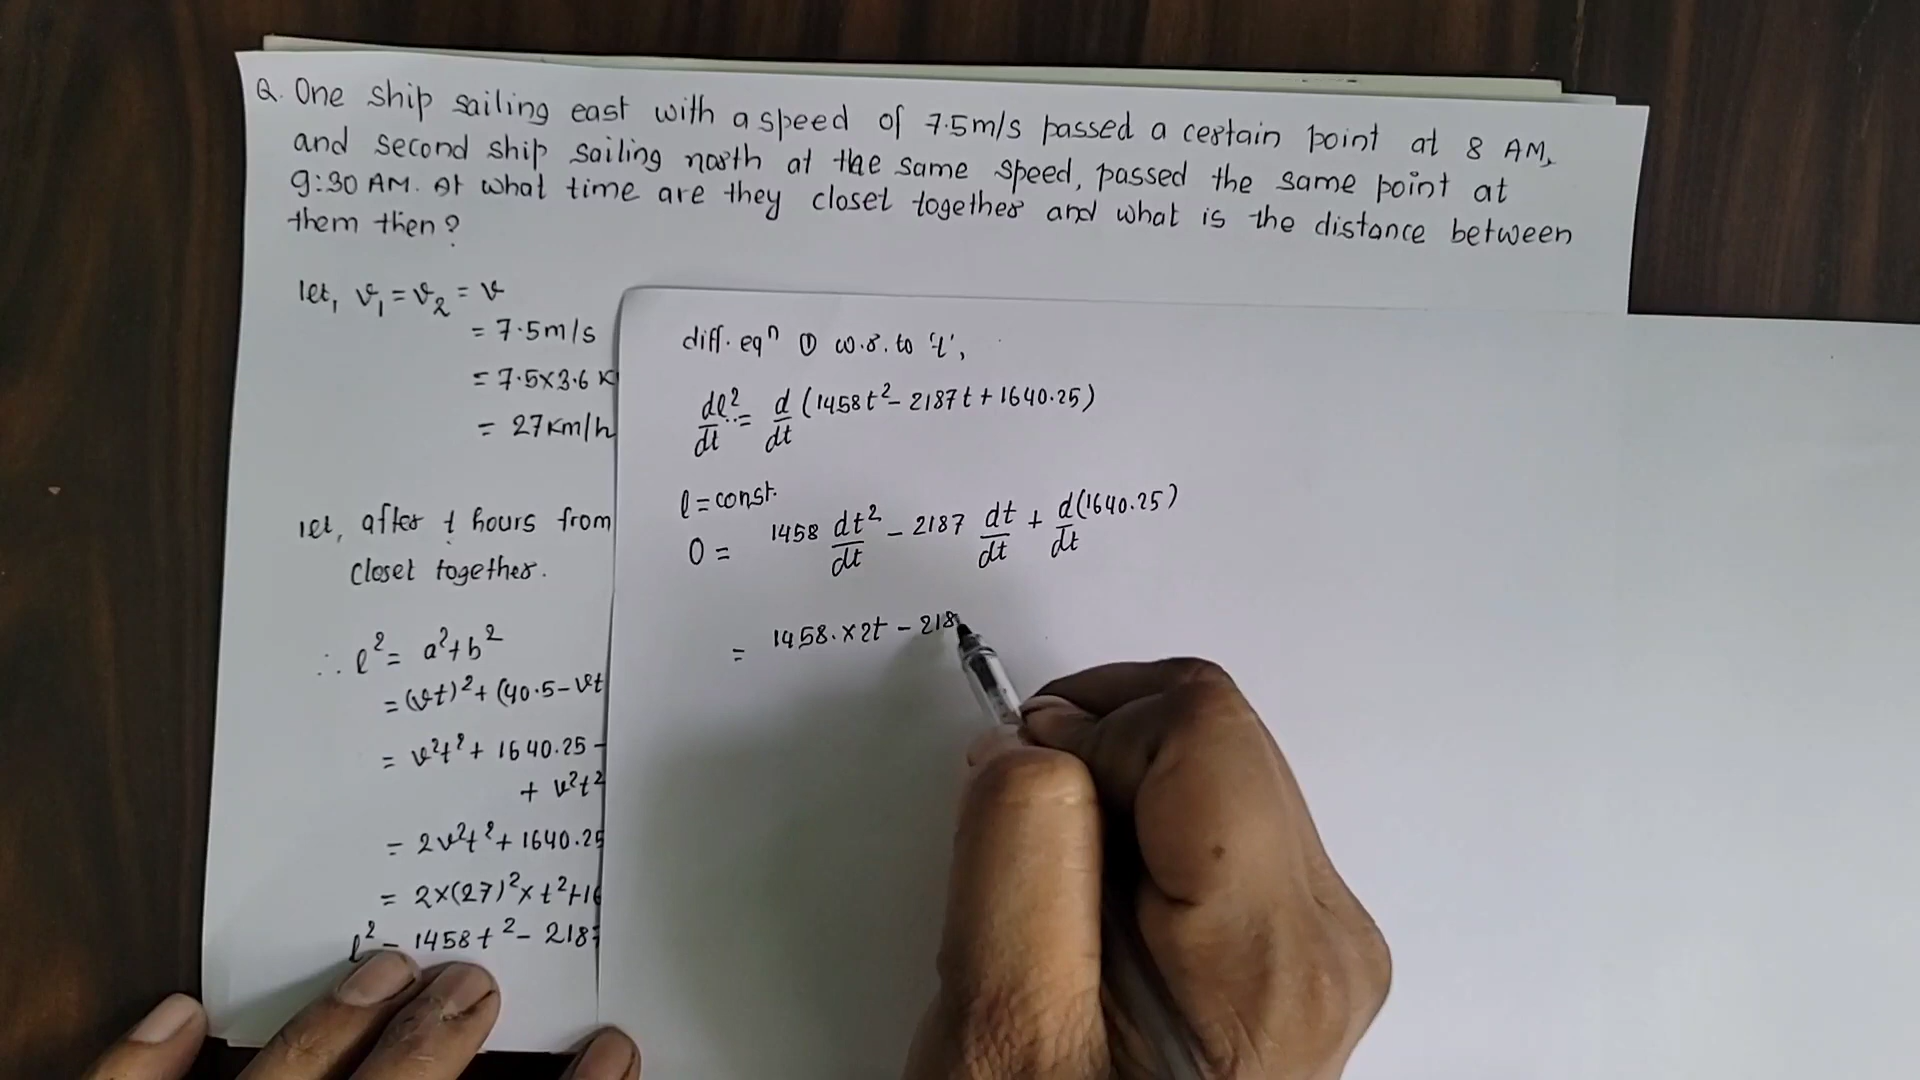 Q. One ship sailing east with a speed of 7.5m/s passed a certain point at 8 AM,
and second ship sailing north at the same speed, passed the same point at
9:30 AM. At what time are they closet together and what is the distance between
them then?
let, v₁ = v₂ = v
= 7.5m/s
= 7.5×3.6 K
= 27Km/h
let, after t hours from
closet together.
∴ l² = a²+b²
= (vt)² + (40.5-vt
= v²t² + 1640.25 -
+ v²t²
= 2v²t² + 1640.25
= 2×(27)²× t²+16
l² = 1458t² - 2187
diff. eqⁿ ① w.r. to 't',
dl²/dt = d/dt (1458t² - 2187t + 1640.25)
l = const.
0 = 1458 dt²/dt - 2187 dt/dt + d(1640.25)/dt
= 1458.×2t - 218